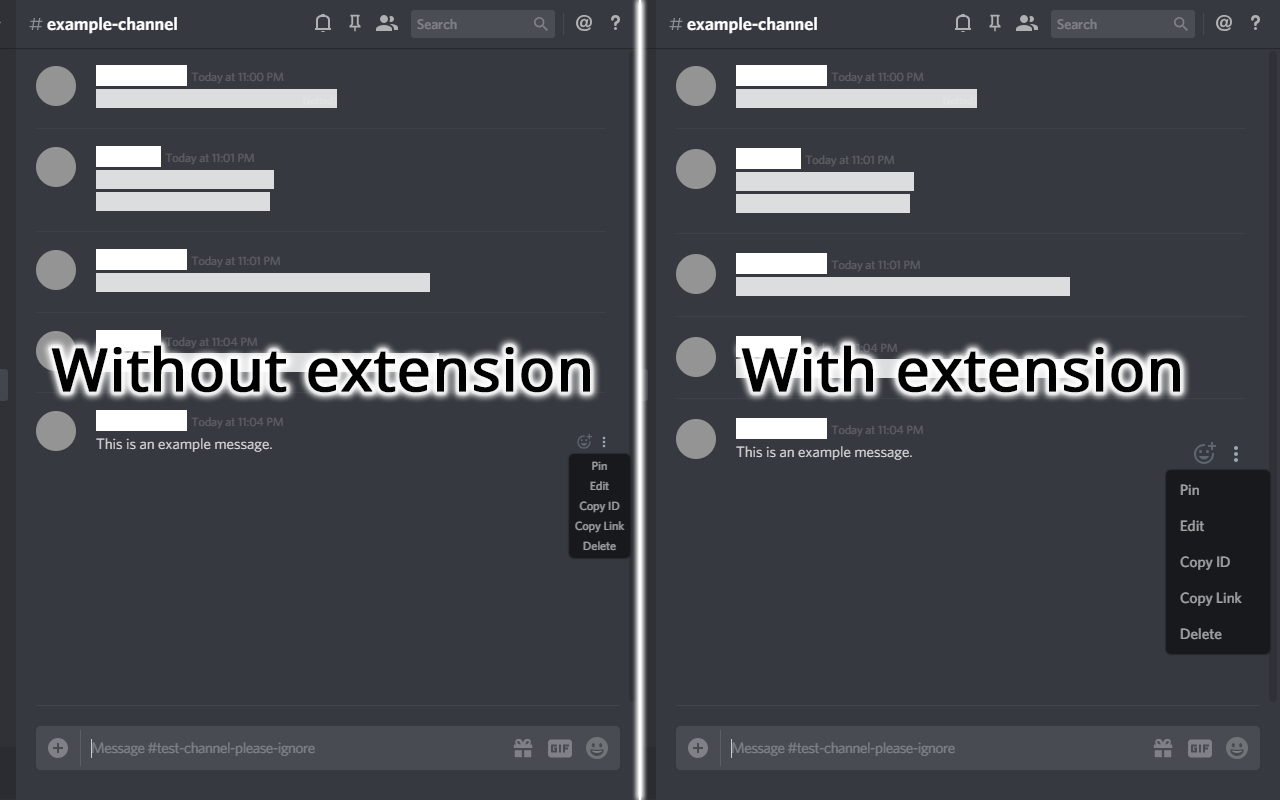 # example-channel
Search
@
?
Today at 11:00 PM
Today at 11:01 PM
Today at 11:01 PM
Today at 11:04 PM
Without extension
Today at 11:04 PM
This is an example message.
Pin
Edit
Copy ID
Copy Link
Delete
Message #test-channel-please-ignore
GIF
# example-channel
Search
@
?
Today at 11:00 PM
Today at 11:01 PM
Today at 11:01 PM
:04 PM
With extension
Today at 11:04 PM
This is an example message.
Pin
Edit
Copy ID
Copy Link
Delete
Message #test-channel-please-ignore
GIF